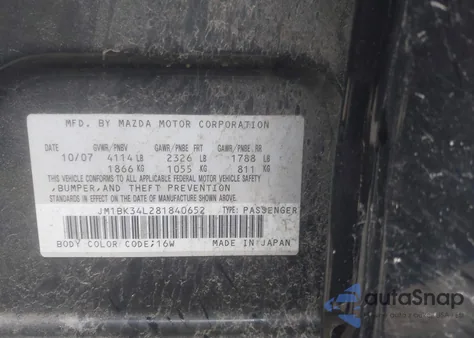 MFD. BY MAZDA MOTOR CORPORATION
DATE GVWR/PNBV GAWR/PNBE FRT GAWR/PNBE RR
10/07 4114 LB 2326 LB 1788 LB
1866 KG 1055 KG 811 KG
THIS VEHICLE CONFORMS TO ALL APPLICABLE FEDERAL MOTOR VEHICLE SAFETY
,BUMPER,AND THEFT PREVENTION
STANDARDS IN EFFECT ON THE DATE OF MANUFACTURE SHOWN ABOVE.
JM1BK34L281840652 TYPE: PASSENGER
BODY COLOR CODE;16W MADE IN JAPAN
autoSnap